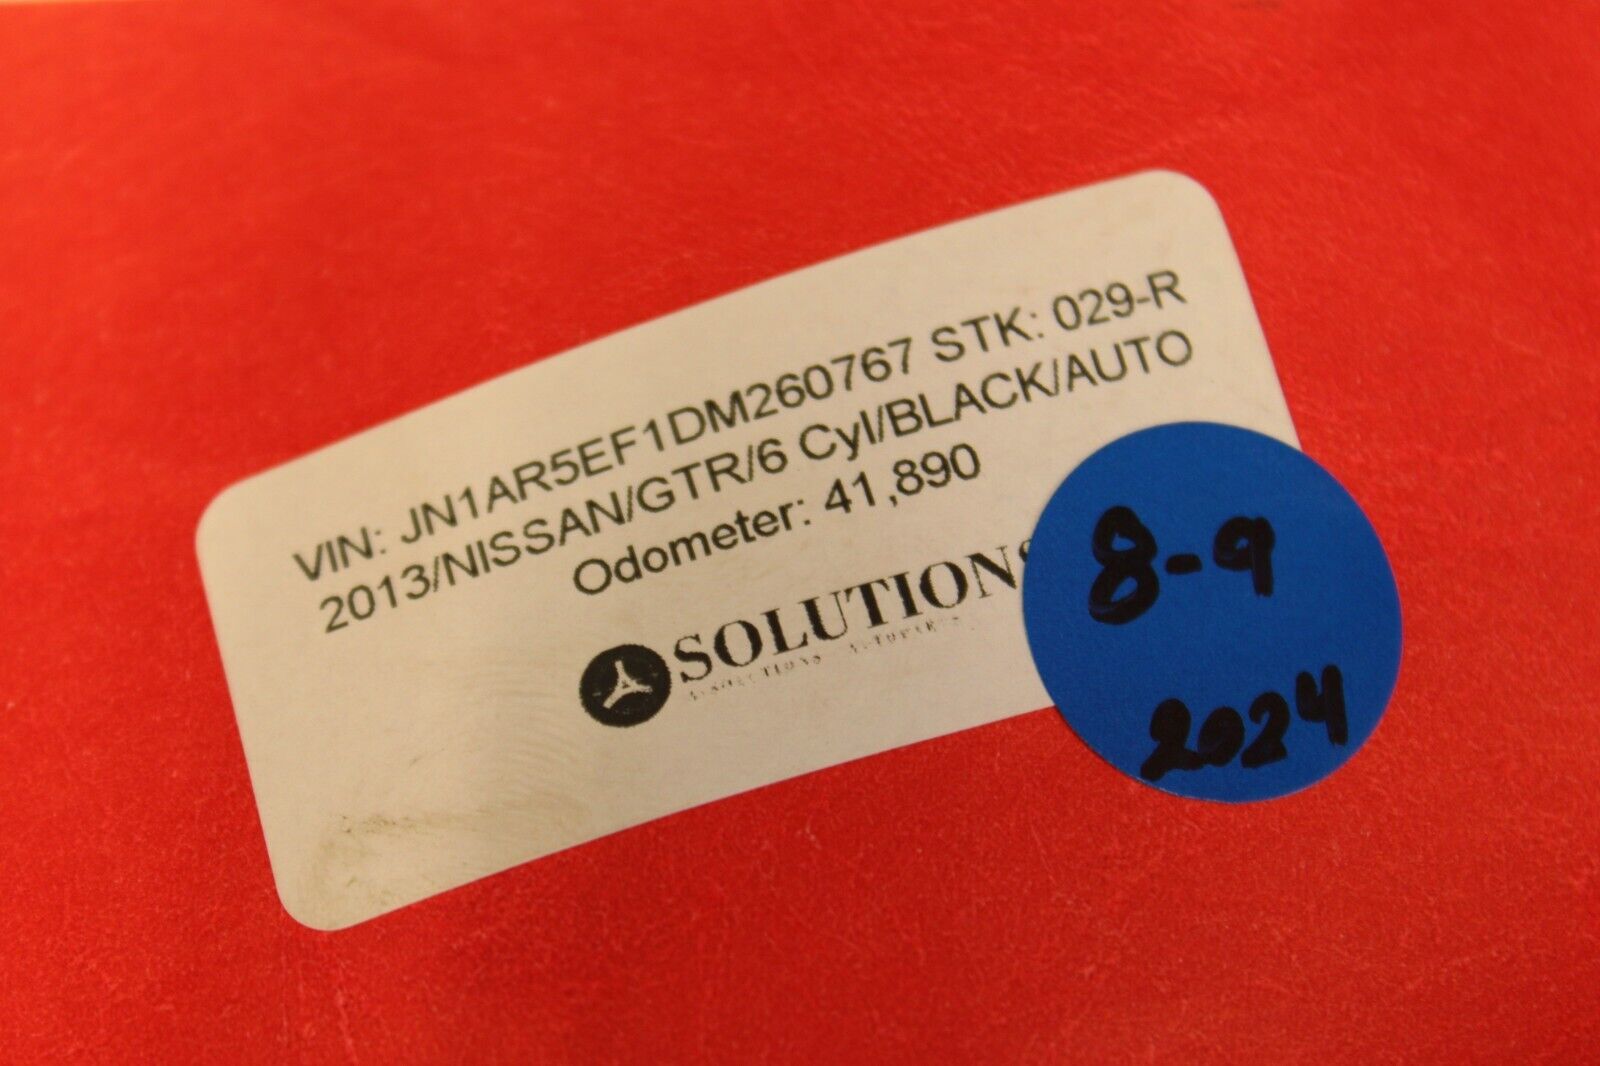 VIN: JN1AR5EF1DM260767 STK: 029-R
2013/NISSAN/GTR/6 Cyl/BLACK/AUTO
Odometer: 41,890
SOLUTIONS
8-9
2024